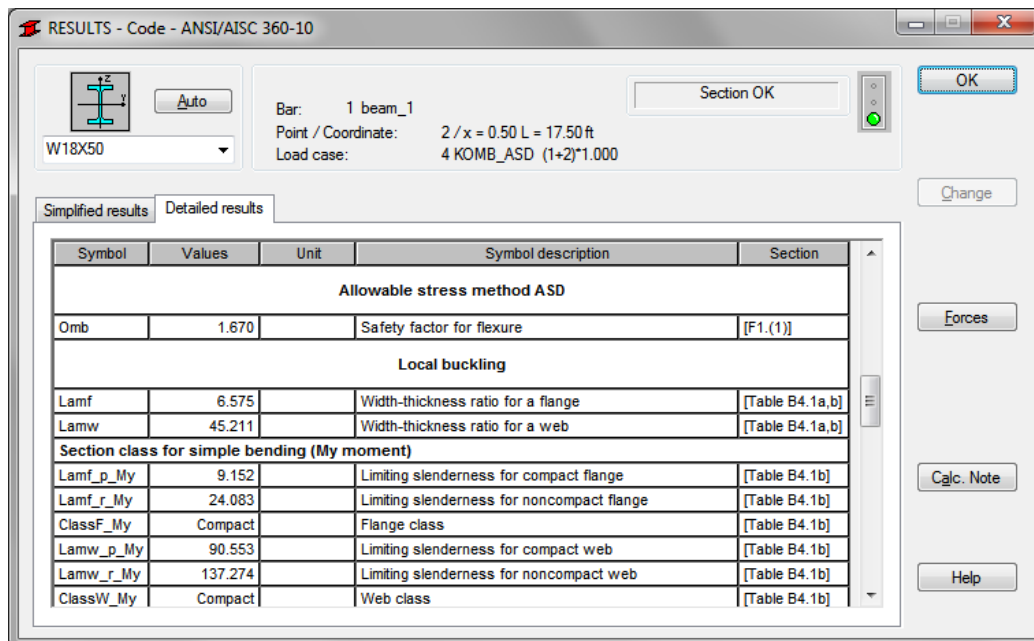 RESULTS - Code - ANSI/AISC 360-10
z
y
Auto
W18X50
Bar: 1 beam_1
Point / Coordinate: 2 / x = 0.50 L = 17.50 ft
Load case: 4 KOMB_ASD (1+2)*1.000
Section OK
OK
Change
Forces
Calc. Note
Help
Simplified results Detailed results
Symbol Values Unit Symbol description Section
Allowable stress method ASD
Omb 1.670 Safety factor for flexure [F1.(1)]
Local buckling
Lamf 6.575 Width-thickness ratio for a flange [Table B4.1a,b]
Lamw 45.211 Width-thickness ratio for a web [Table B4.1a,b]
Section class for simple bending (My moment)
Lamf_p_My 9.152 Limiting slenderness for compact flange [Table B4.1b]
Lamf_r_My 24.083 Limiting slenderness for noncompact flange [Table B4.1b]
ClassF_My Compact Flange class [Table B4.1b]
Lamw_p_My 90.553 Limiting slenderness for compact web [Table B4.1b]
Lamw_r_My 137.274 Limiting slenderness for noncompact web [Table B4.1b]
ClassW_My Compact Web class [Table B4.1b]